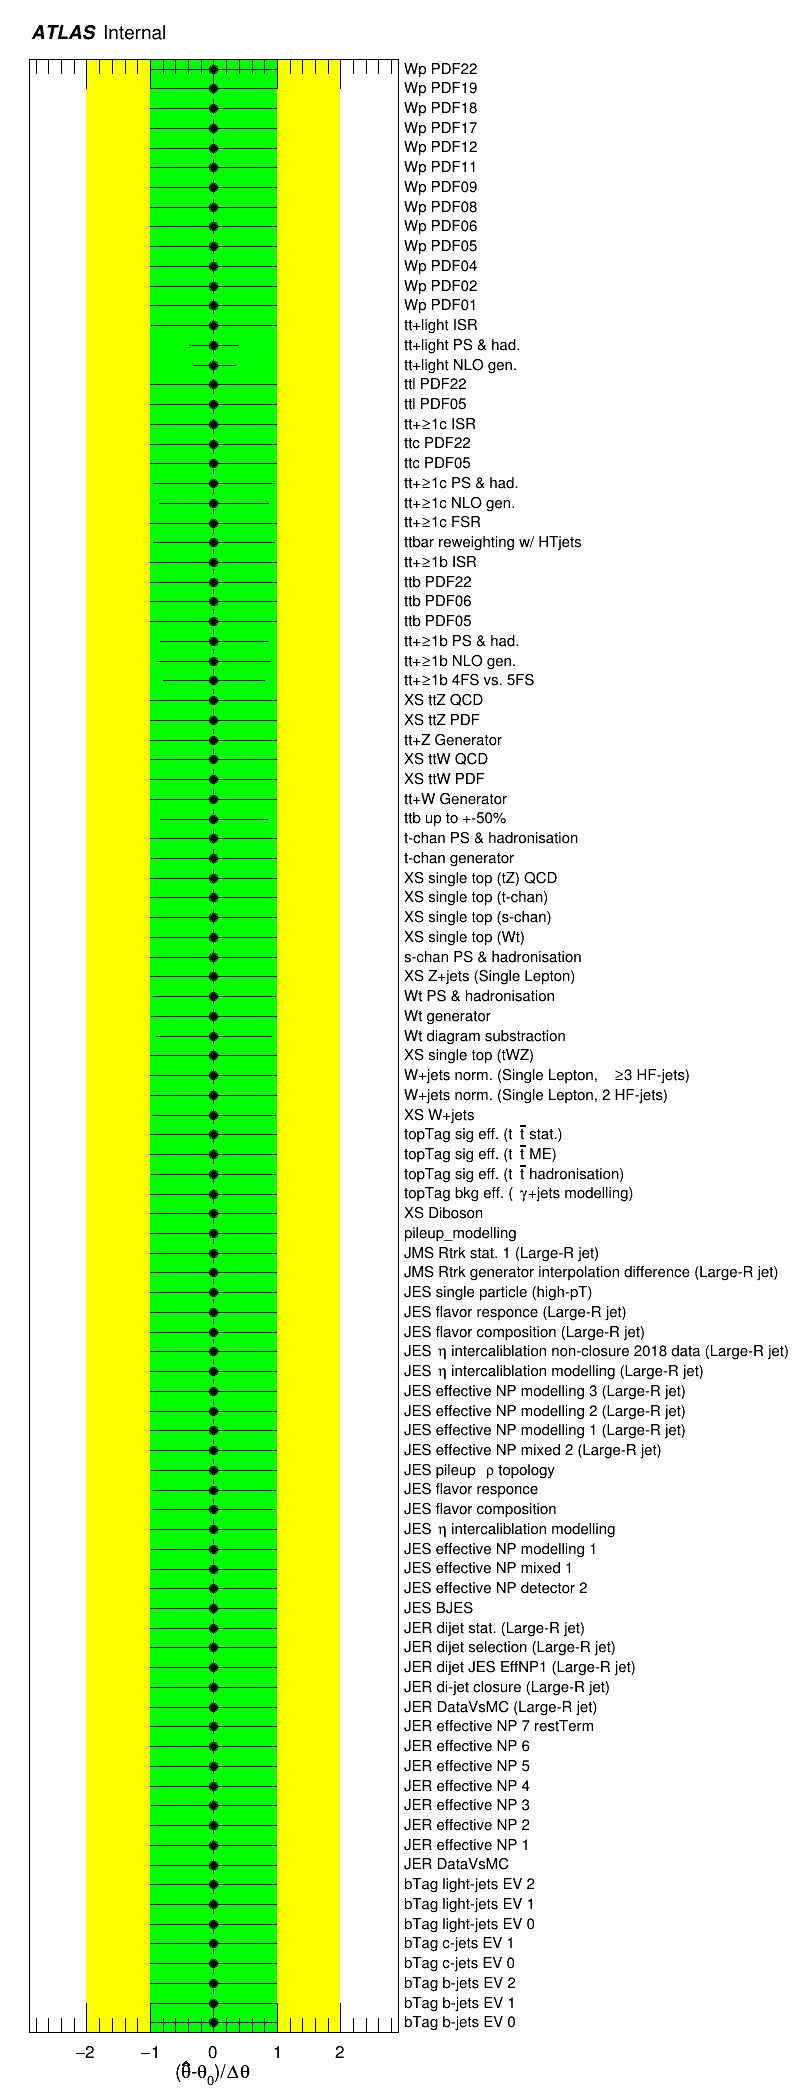 ATLAS Internal
Wp PDF22
Wp PDF19
Wp PDF18
Wp PDF17
Wp PDF12
Wp PDF11
Wp PDF09
Wp PDF08
Wp PDF06
Wp PDF05
Wp PDF04
Wp PDF02
Wp PDF01
tt+light ISR
tt+light PS & had.
tt+light NLO gen.
ttl PDF22
ttl PDF05
tt+≥1c ISR
ttc PDF22
ttc PDF05
tt+≥1c PS & had.
tt+≥1c NLO gen.
tt+≥1c FSR
ttbar reweighting w/ HTjets
tt+≥1b ISR
ttb PDF22
ttb PDF06
ttb PDF05
tt+≥1b PS & had.
tt+≥1b NLO gen.
tt+≥1b 4FS vs. 5FS
XS ttZ QCD
XS ttZ PDF
tt+Z Generator
XS ttW QCD
XS ttW PDF
tt+W Generator
ttb up to +-50%
t-chan PS & hadronisation
t-chan generator
XS single top (tZ) QCD
XS single top (t-chan)
XS single top (s-chan)
XS single top (Wt)
s-chan PS & hadronisation
XS Z+jets (Single Lepton)
Wt PS & hadronisation
Wt generator
Wt diagram substraction
XS single top (tWZ)
W+jets norm. (Single Lepton, ≥3 HF-jets)
W+jets norm. (Single Lepton, 2 HF-jets)
XS W+jets
topTag sig eff. (t t̄ stat.)
topTag sig eff. (t t̄ ME)
topTag sig eff. (t t̄ hadronisation)
topTag bkg eff. ( γ+jets modelling)
XS Diboson
pileup_modelling
JMS Rtrk stat. 1 (Large-R jet)
JMS Rtrk generator interpolation difference (Large-R jet)
JES single particle (high-pT)
JES flavor responce (Large-R jet)
JES flavor composition (Large-R jet)
JES η intercaliblation non-closure 2018 data (Large-R jet)
JES η intercaliblation modelling (Large-R jet)
JES effective NP modelling 3 (Large-R jet)
JES effective NP modelling 2 (Large-R jet)
JES effective NP modelling 1 (Large-R jet)
JES effective NP mixed 2 (Large-R jet)
JES pileup ρ topology
JES flavor responce
JES flavor composition
JES η intercaliblation modelling
JES effective NP modelling 1
JES effective NP mixed 1
JES effective NP detector 2
JES BJES
JER dijet stat. (Large-R jet)
JER dijet selection (Large-R jet)
JER dijet JES EffNP1 (Large-R jet)
JER di-jet closure (Large-R jet)
JER DataVsMC (Large-R jet)
JER effective NP 7 restTerm
JER effective NP 6
JER effective NP 5
JER effective NP 4
JER effective NP 3
JER effective NP 2
JER effective NP 1
JER DataVsMC
bTag light-jets EV 2
bTag light-jets EV 1
bTag light-jets EV 0
bTag c-jets EV 1
bTag c-jets EV 0
bTag b-jets EV 2
bTag b-jets EV 1
bTag b-jets EV 0
−2 −1 0 1 2
(θ̂-θ₀)/Δθ